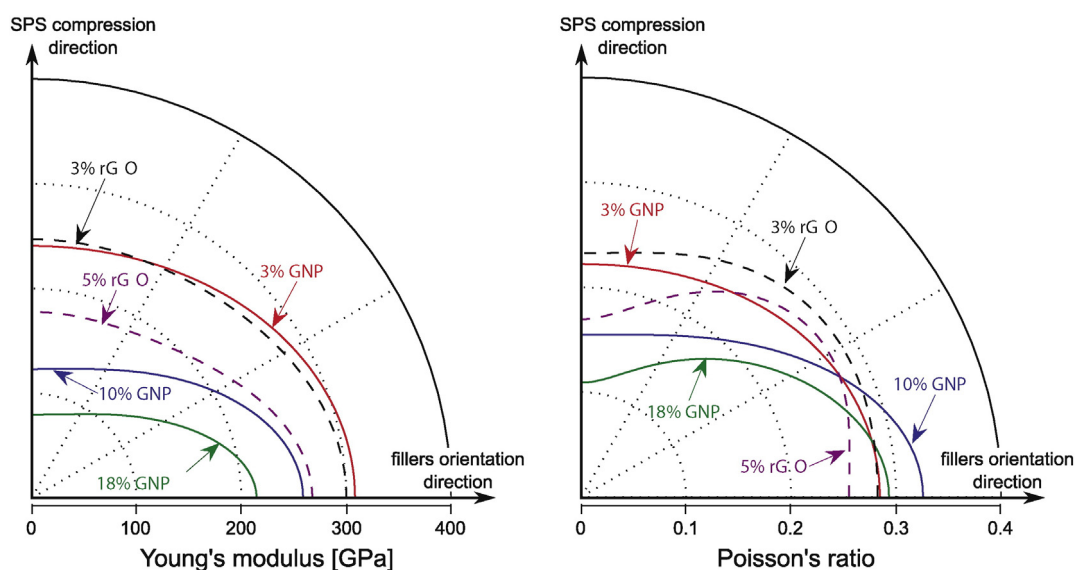 SPS compression
direction
3% rG O
5% rG O
3% GNP
10% GNP
18% GNP
fillers orientation
direction
0 100 200 300 400
Young's modulus [GPa]
SPS compression
direction
3% GNP
3% rG O
10% GNP
18% GNP
5% rG O
fillers orientation
direction
0 0.1 0.2 0.3 0.4
Poisson's ratio